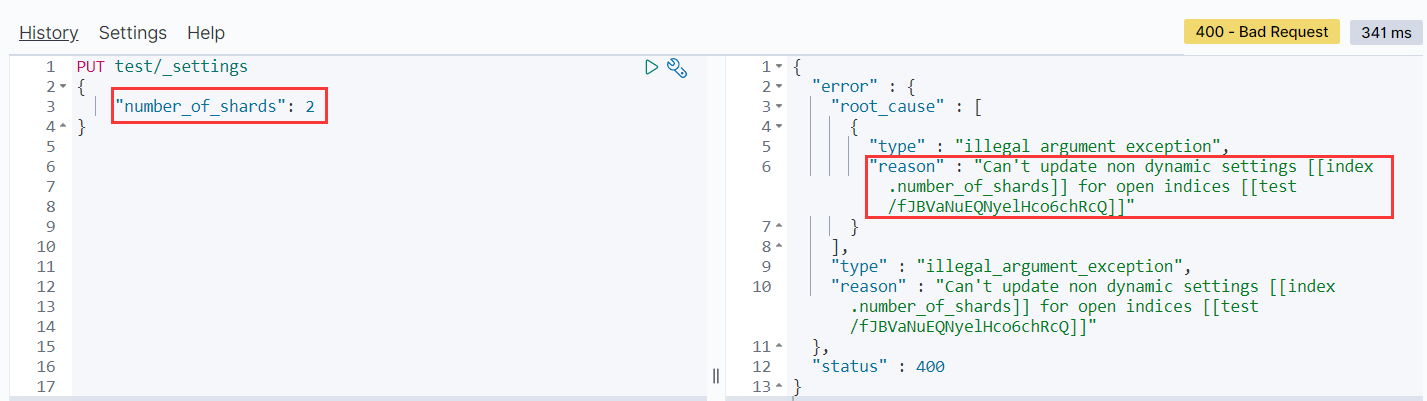 History Settings Help 400 - Bad Request 341 ms
1 PUT test/_settings
2 {
3 "number_of_shards": 2
4 }
5
6
7
8
9
10
11
12
13
14
15
16
17
1 {
2 "error" : {
3 "root_cause" : [
4 {
5 "type" : "illegal_argument_exception",
6 "reason" : "Can't update non dynamic settings [[index
.number_of_shards]] for open indices [[test
/fJBVaNuEQNyelHco6chRcQ]]"
7 }
8 ],
9 "type" : "illegal_argument_exception",
10 "reason" : "Can't update non dynamic settings [[index
.number_of_shards]] for open indices [[test
/fJBVaNuEQNyelHco6chRcQ]]"
11 },
12 "status" : 400
13 }